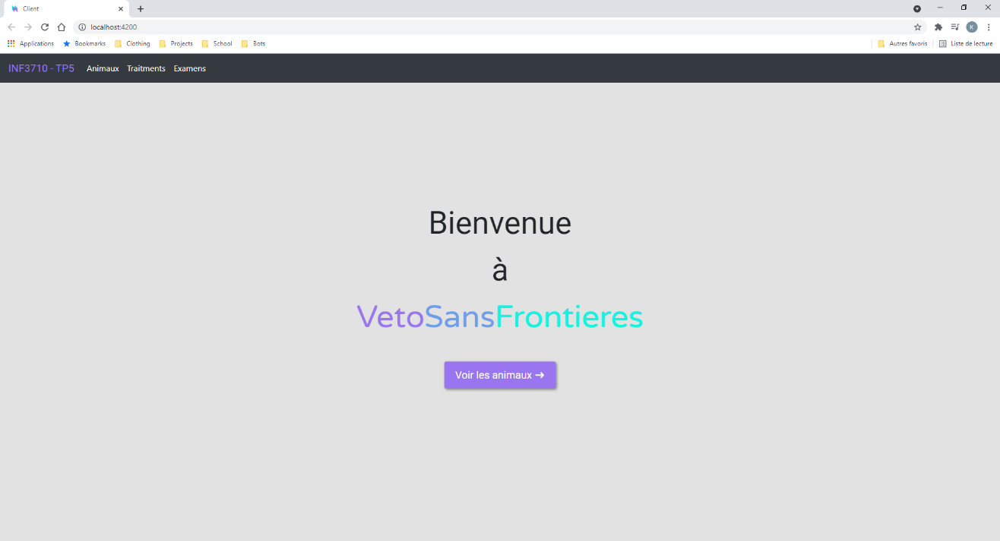 Client
localhost:4200
Applications Bookmarks Clothing Projects School Bots Autres favoris Liste de lecture
K
INF3710 - TP5 Animaux Traitments Examens
Bienvenue
à
VetoSansFrontieres
Voir les animaux →